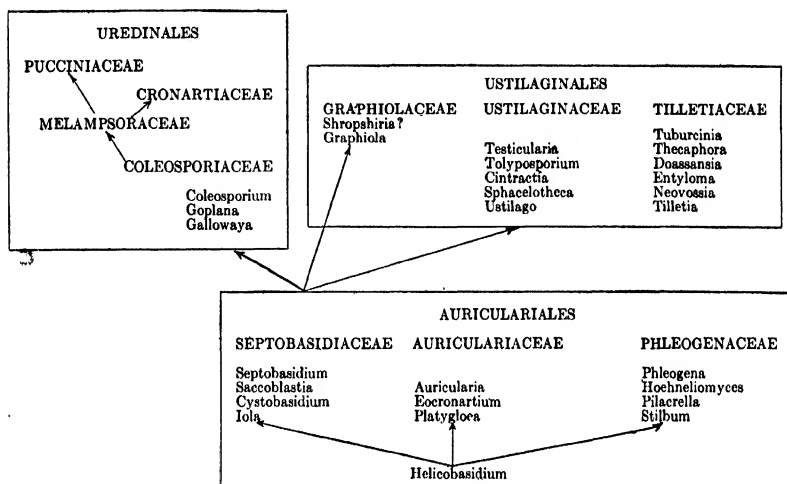 UREDINALES
PUCCINIACEAE
CRONARTIACEAE
MELAMPSORACEAE
COLEOSPORIACEAE
Coleosporium
Goplana
Gallowaya
USTILAGINALES
GRAPHIOLACEAE USTILAGINACEAE TILLETIACEAE
Shropshiria?
Graphiola
Testicularia
Tolyposporium
Cintractia
Sphacelotheca
Ustilago
Tuburcinia
Thecaphora
Doassansia
Entyloma
Neovossia
Tilletia
AURICULARIALES
SEPTOBASIDIACEAE AURICULARIACEAE PHLEOGENACEAE
Septobasidium
Saccoblastia
Cystobasidium
Iola
Auricularia
Eocronartium
Platygloea
Phleogena
Hoehneliomyces
Pilacrella
Stilbum
Helicobasidium